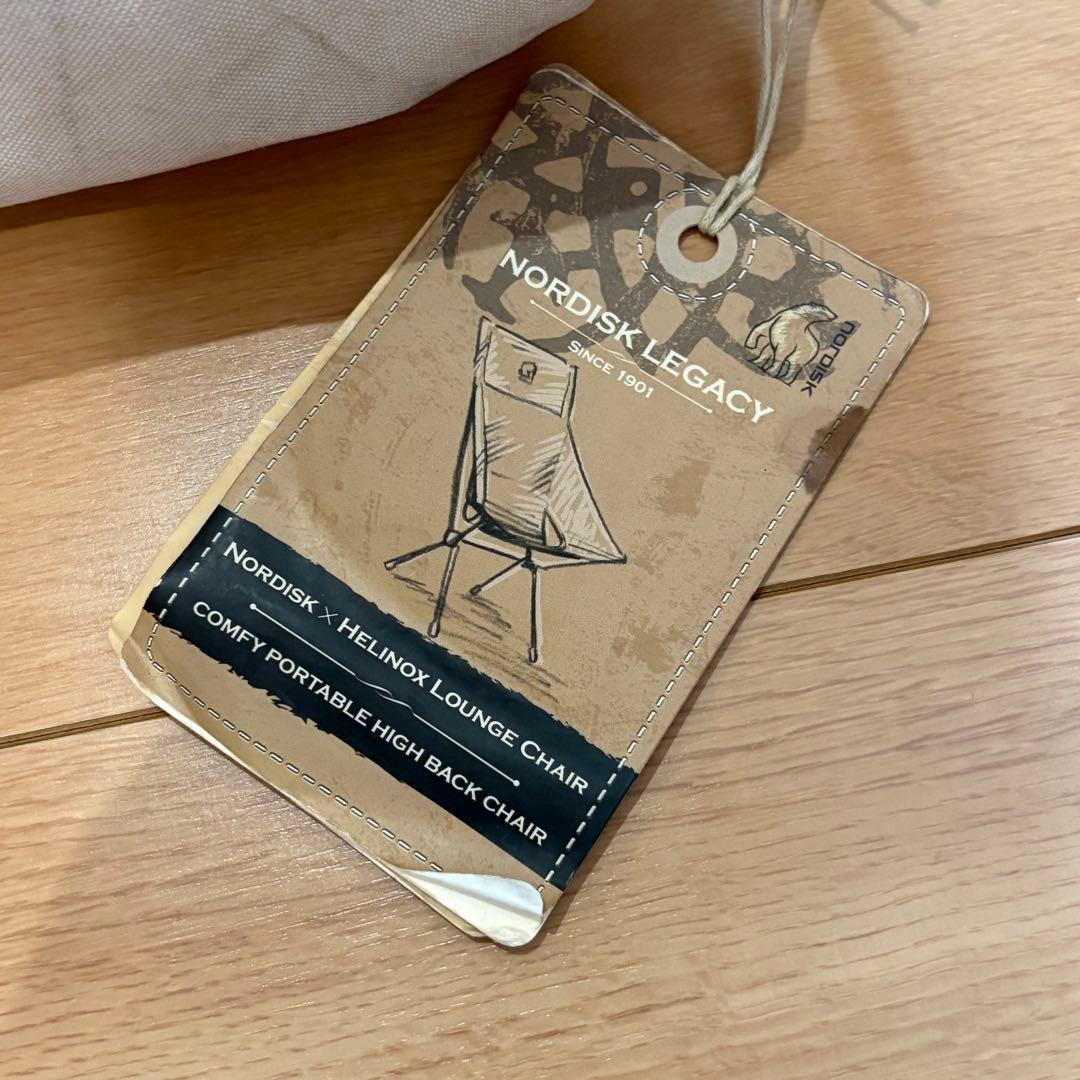 NORDISK LEGACY
SINCE 1901
nordisk
NORDISK × HELINOX LOUNGE CHAIR
COMFY PORTABLE HIGH BACK CHAIR